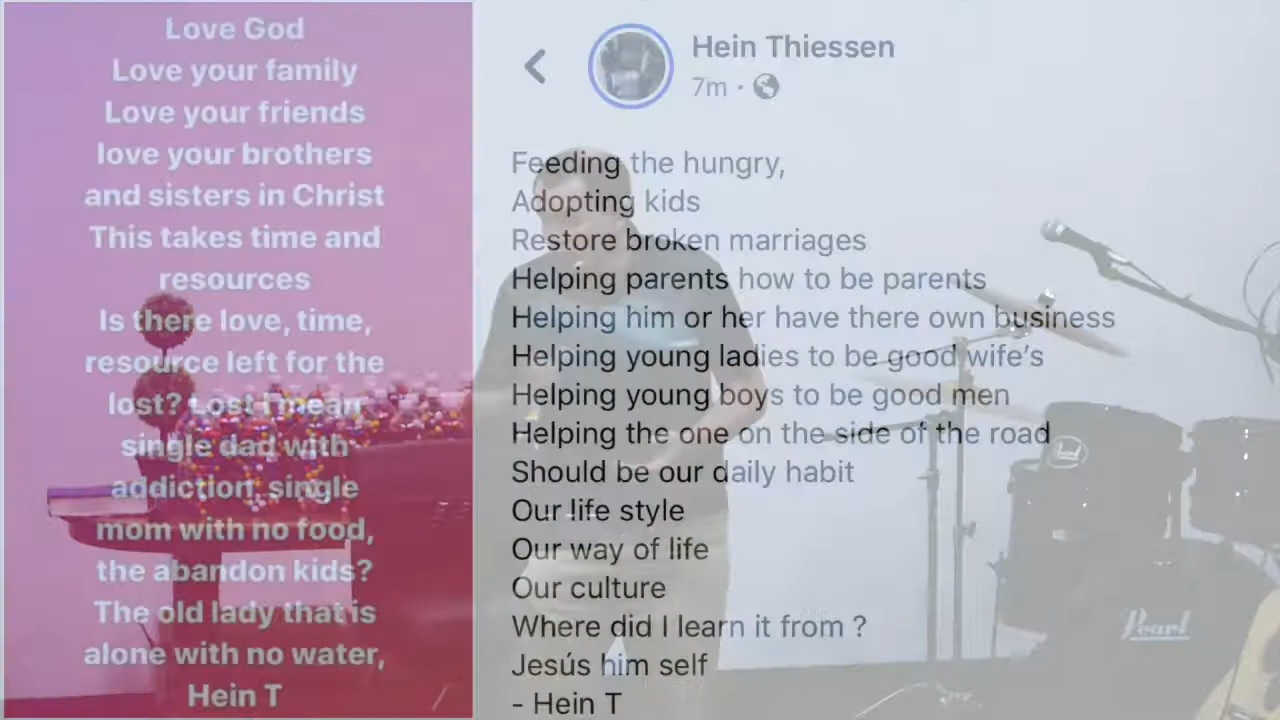 Love God
Love your family
Love your friends
love your brothers
and sisters in Christ
This takes time and
resources
Is there love, time,
resource left for the
lost? Lost I mean
single dad with
addiction, single
mom with no food,
the abandon kids?
The old lady that is
alone with no water,
Hein T
Hein Thiessen
7m ·
Feeding the hungry,
Adopting kids
Restore broken marriages
Helping parents how to be parents
Helping him or her have there own business
Helping young ladies to be good wife’s
Helping young boys to be good men
Helping the one on the side of the road
Should be our daily habit
Our life style
Our way of life
Our culture
Where did I learn it from ?
Jesús him self
- Hein T
Pearl